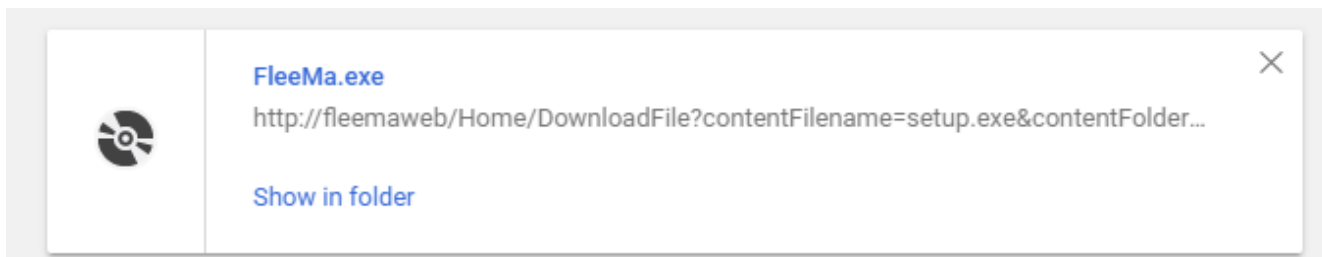 FleeMa.exe
http://fleemaweb/Home/DownloadFile?contentFilename=setup.exe&contentFolder...
Show in folder